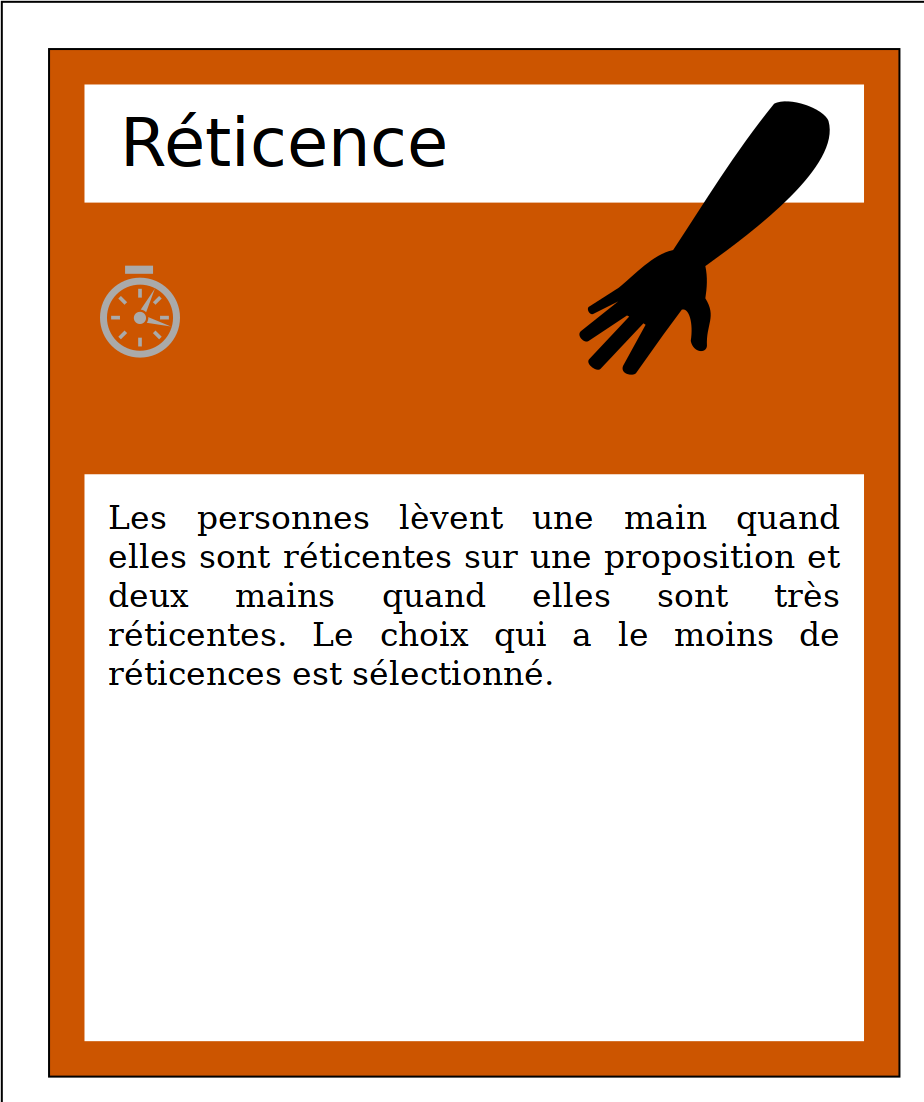 Réticence
Les personnes lèvent une main quand
elles sont réticentes sur une proposition et
deux mains quand elles sont très
réticentes. Le choix qui a le moins de
réticences est sélectionné.